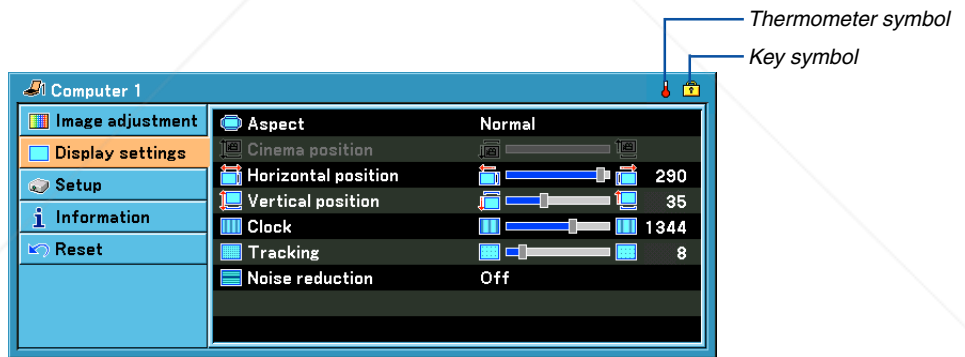 Thermometer symbol
Key symbol
Computer 1
Image adjustment
Display settings
Setup
Information
Reset
Aspect Normal
Cinema position
Horizontal position 290
Vertical position 35
Clock 1344
Tracking 8
Noise reduction Off